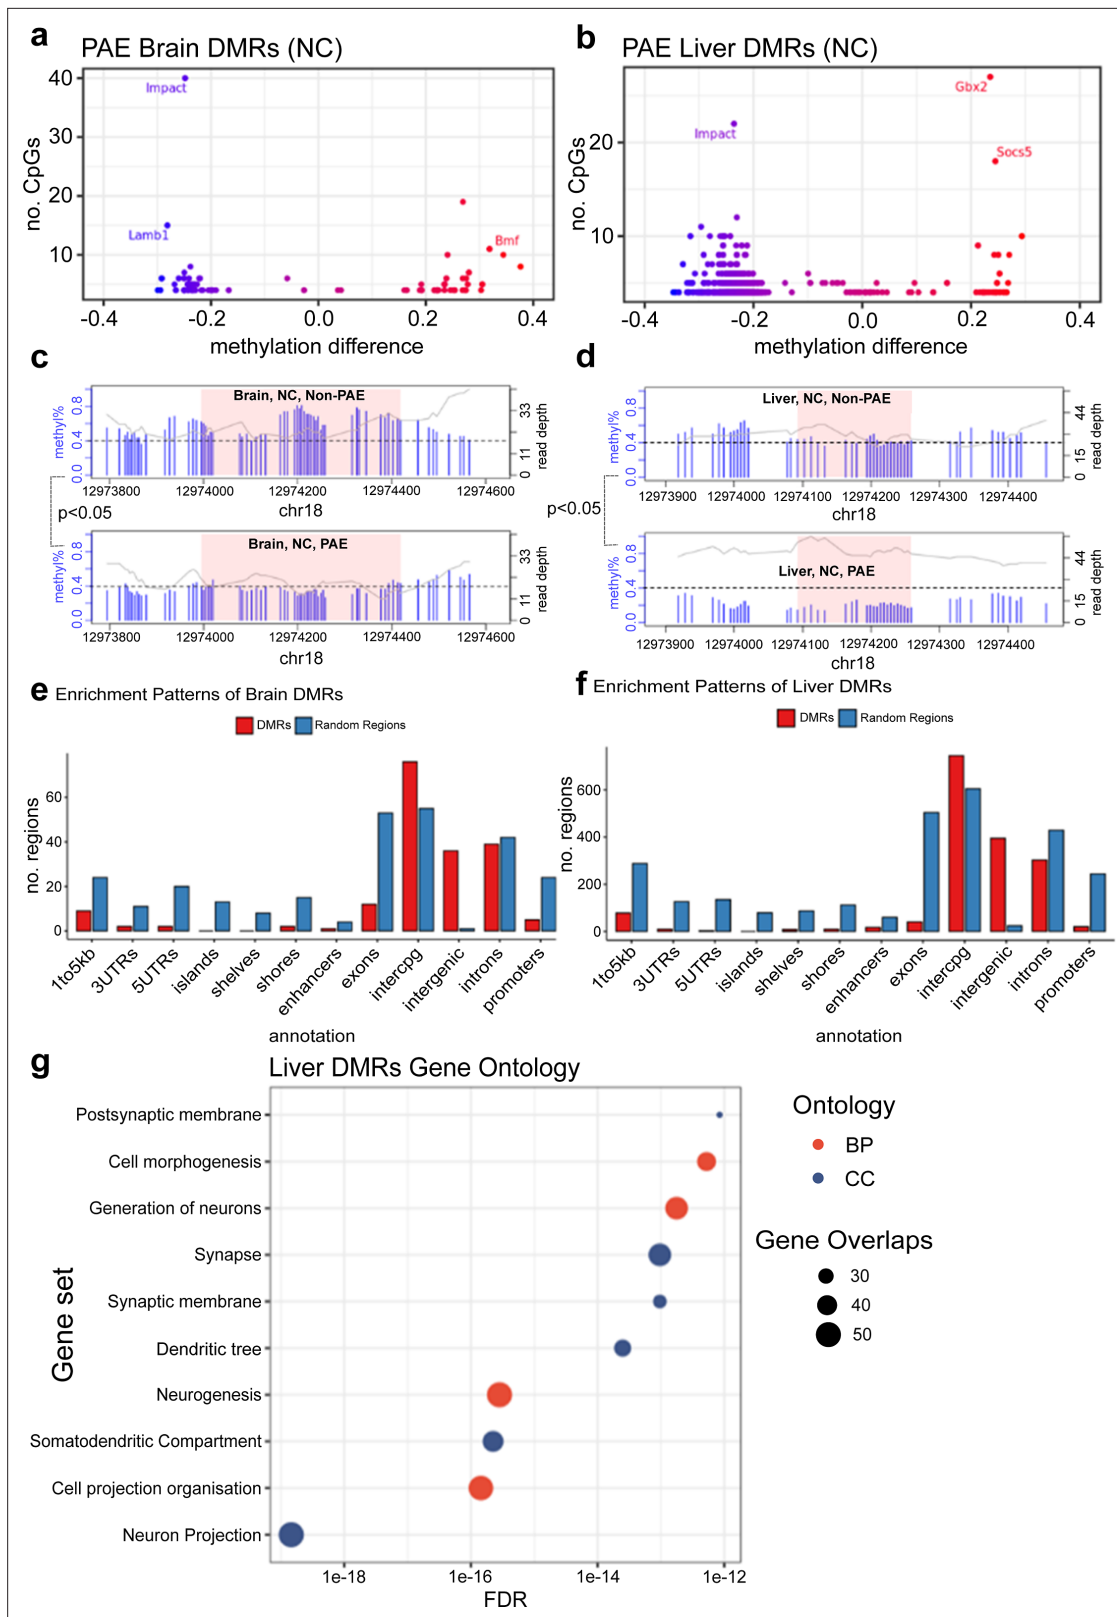 a PAE Brain DMRs (NC)
no. CpGs
40
30
20
10
Impact
Lamb1
Bmf
-0.4 -0.2 0.0 0.2 0.4
methylation difference
b PAE Liver DMRs (NC)
no. CpGs
20
10
Gbx2
Impact
Socs5
-0.4 -0.2 0.0 0.2 0.4
methylation difference
c
Brain, NC, Non-PAE
methyl%
0.0 0.4 0.8
read depth
0 11 33
12973800 12974000 12974200 12974400 12974600
chr18
p<0.05
Brain, NC, PAE
methyl%
0.0 0.4 0.8
read depth
0 11 33
12973800 12974000 12974200 12974400 12974600
chr18
d
Liver, NC, Non-PAE
methyl%
0.0 0.4 0.8
read depth
0 15 44
12973900 12974000 12974100 12974200 12974300 12974400
chr18
p<0.05
Liver, NC, PAE
methyl%
0.0 0.4 0.8
read depth
0 15 44
12973900 12974000 12974100 12974200 12974300 12974400
chr18
e Enrichment Patterns of Brain DMRs
DMRs Random Regions
no. regions
60
40
20
0
1to5kb 3UTRs 5UTRs islands shelves shores enhancers exons intercpg intergenic introns promoters
annotation
f Enrichment Patterns of Liver DMRs
DMRs Random Regions
no. regions
600
400
200
0
1to5kb 3UTRs 5UTRs islands shelves shores enhancers exons intercpg intergenic introns promoters
annotation
g Liver DMRs Gene Ontology
Gene set
Postsynaptic membrane
Cell morphogenesis
Generation of neurons
Synapse
Synaptic membrane
Dendritic tree
Neurogenesis
Somatodendritic Compartment
Cell projection organisation
Neuron Projection
1e-18 1e-16 1e-14 1e-12
FDR
Ontology
BP
CC
Gene Overlaps
30
40
50